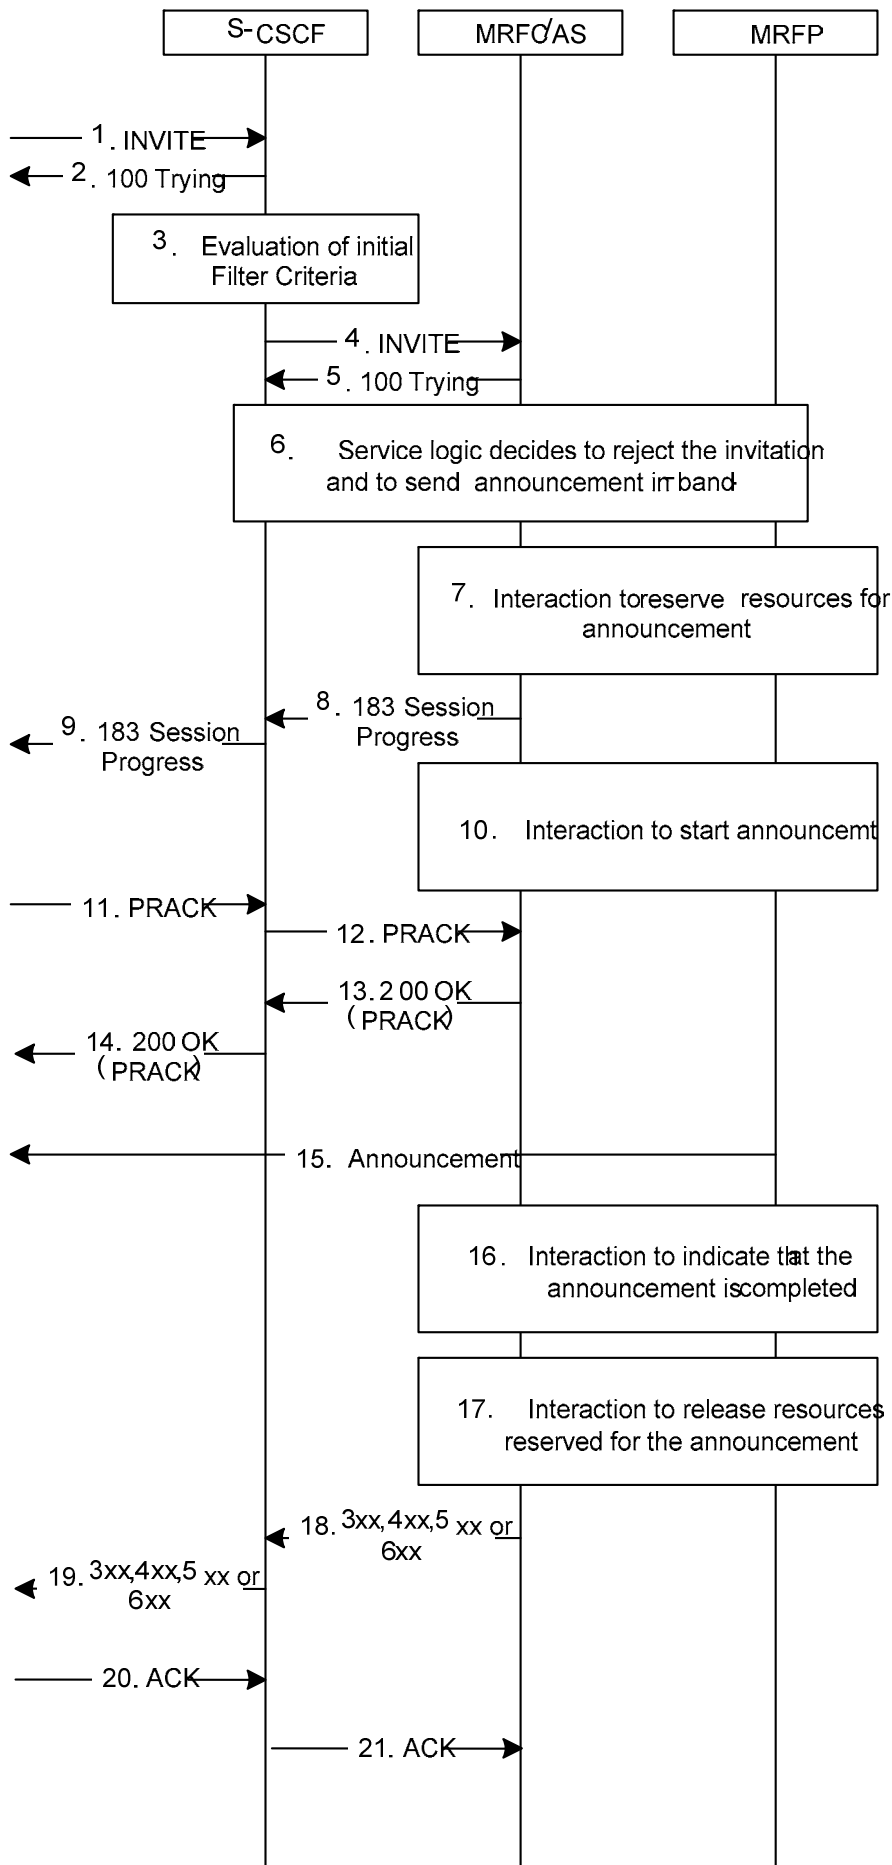 S-CSCF
MRFC/AS
MRFP
1. INVITE
2. 100 Trying
3. Evaluation of initial
Filter Criteria
4. INVITE
5. 100 Trying
6. Service logic decides to reject the invitation
and to send announcement in-band
7. Interaction to reserve resources for
announcement
8. 183 Session
Progress
9. 183 Session
Progress
10. Interaction to start announcemt
11. PRACK
12. PRACK
13. 200 OK
(PRACK)
14. 200 OK
(PRACK)
15. Announcement
16. Interaction to indicate that the
announcement is completed
17. Interaction to release resources
reserved for the announcement
18. 3xx,4xx,5xx or
6xx
19. 3xx,4xx,5xx or
6xx
20. ACK
21. ACK